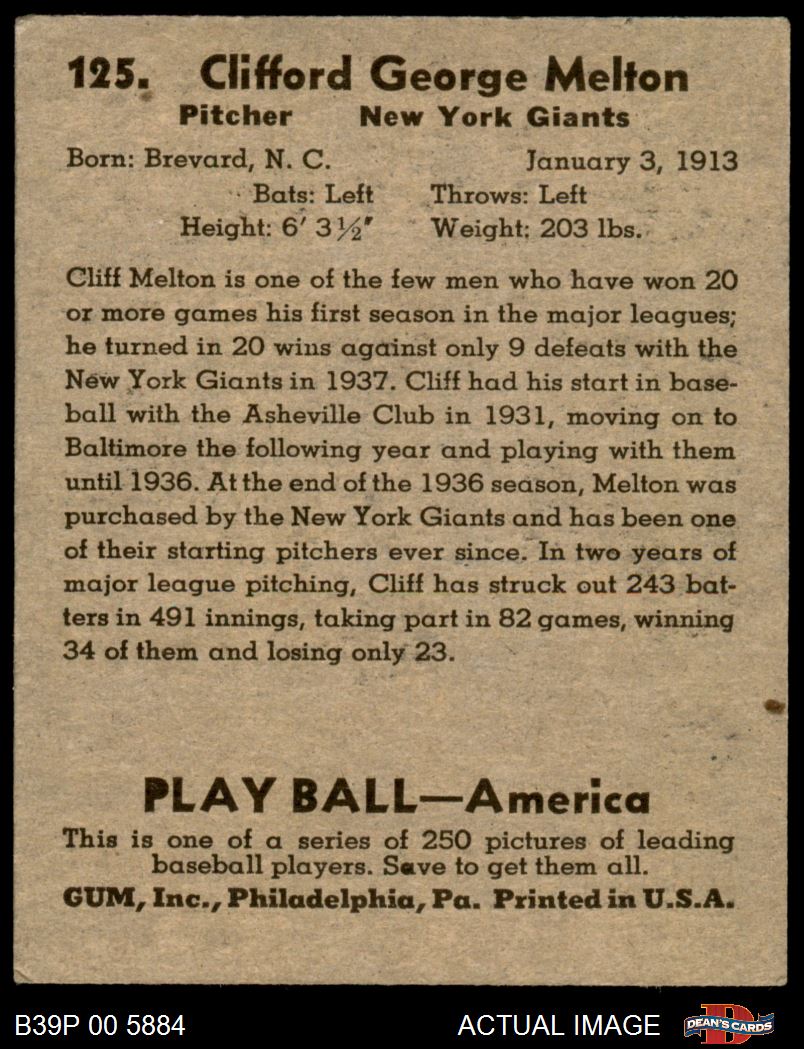 125. Clifford George Melton
Pitcher New York Giants
Born: Brevard, N. C. January 3, 1913
Bats: Left Throws: Left
Height: 6' 3½" Weight: 203 lbs.
Cliff Melton is one of the few men who have won 20
or more games his first season in the major leagues;
he turned in 20 wins against only 9 defeats with the
New York Giants in 1937. Cliff had his start in base-
ball with the Asheville Club in 1931, moving on to
Baltimore the following year and playing with them
until 1936. At the end of the 1936 season, Melton was
purchased by the New York Giants and has been one
of their starting pitchers ever since. In two years of
major league pitching, Cliff has struck out 243 bat-
ters in 491 innings, taking part in 82 games, winning
34 of them and losing only 23.
PLAY BALL—America
This is one of a series of 250 pictures of leading
baseball players. Save to get them all.
GUM, Inc., Philadelphia, Pa. Printed in U.S.A.
B39P 00 5884 ACTUAL IMAGE DEAN'S CARDS